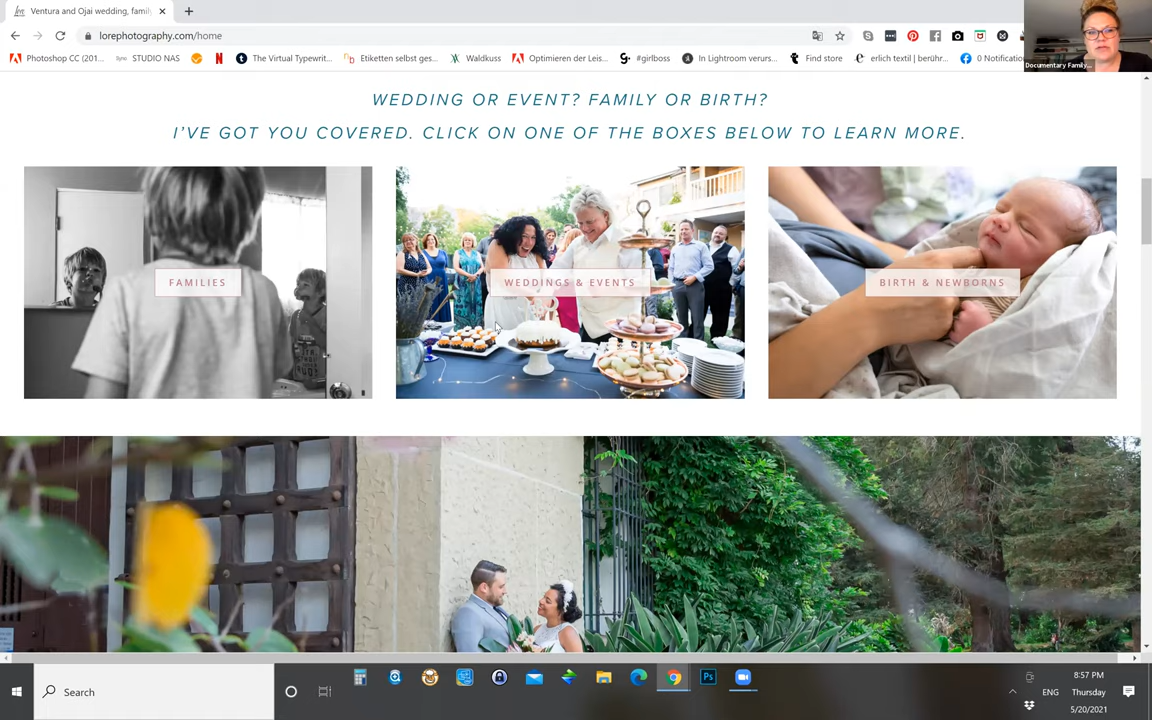 Ventura and Ojai wedding, famil
lorephotography.com/home
Photoshop CC (201...
STUDIO NAS
The Virtual Typewrit...
Etiketten selbst ges...
Waldkuss
Optimieren der Leis...
#girlboss
In Lightroom verurs...
Find store
erlich textil | berühr...
0 Notification
Documentary Family...
WEDDING OR EVENT? FAMILY OR BIRTH?
I'VE GOT YOU COVERED. CLICK ON ONE OF THE BOXES BELOW TO LEARN MORE.
FAMILIES
WEDDINGS & EVENTS
BIRTH & NEWBORNS
Search
ENG
8:57 PM
Thursday
5/20/2021